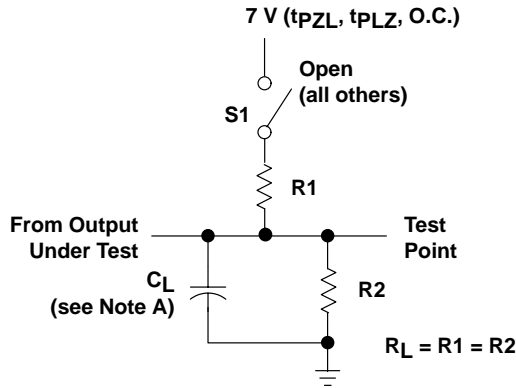 7 V (tPZL, tPLZ, O.C.)
Open
(all others)
S1
R1
From Output
Under Test
Test
Point
CL
(see Note A)
R2
RL = R1 = R2